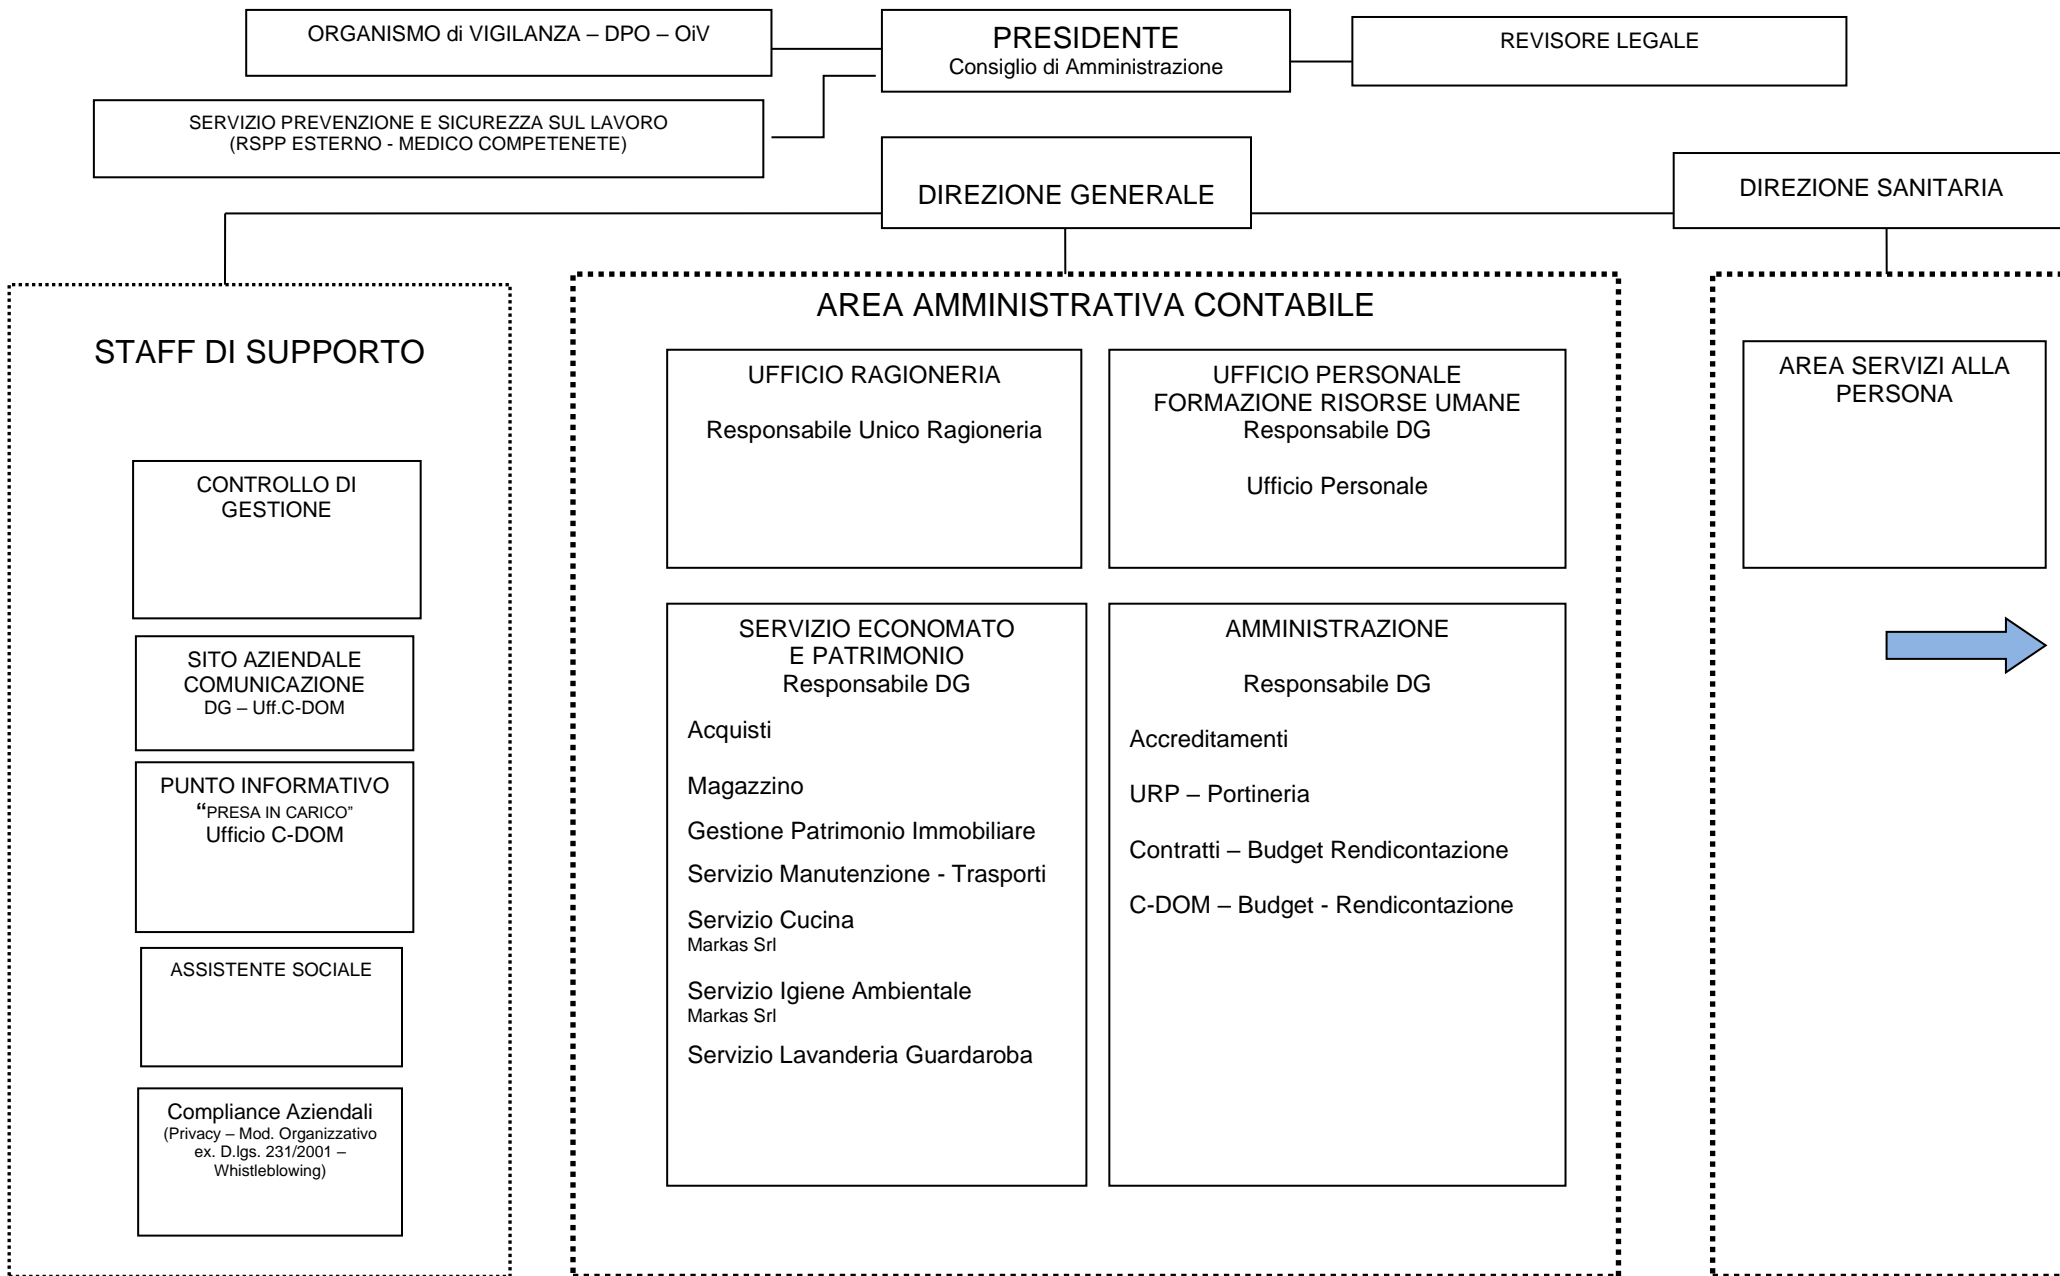 ORGANISMO di VIGILANZA – DPO – OiV
PRESIDENTE
Consiglio di Amministrazione
REVISORE LEGALE
SERVIZIO PREVENZIONE E SICUREZZA SUL LAVORO
(RSPP ESTERNO - MEDICO COMPETENETE)
DIREZIONE GENERALE
DIREZIONE SANITARIA
STAFF DI SUPPORTO
CONTROLLO DI
GESTIONE
SITO AZIENDALE
COMUNICAZIONE
DG – Uff.C-DOM
PUNTO INFORMATIVO
“PRESA IN CARICO”
Ufficio C-DOM
ASSISTENTE SOCIALE
Compliance Aziendali
(Privacy – Mod. Organizzativo
ex. D.lgs. 231/2001 –
Whistleblowing)
AREA AMMINISTRATIVA CONTABILE
UFFICIO RAGIONERIA
Responsabile Unico Ragioneria
UFFICIO PERSONALE
FORMAZIONE RISORSE UMANE
Responsabile DG
Ufficio Personale
SERVIZIO ECONOMATO
E PATRIMONIO
Responsabile DG
Acquisti
Magazzino
Gestione Patrimonio Immobiliare
Servizio Manutenzione - Trasporti
Servizio Cucina
Markas Srl
Servizio Igiene Ambientale
Markas Srl
Servizio Lavanderia Guardaroba
AMMINISTRAZIONE
Responsabile DG
Accreditamenti
URP – Portineria
Contratti – Budget Rendicontazione
C-DOM – Budget - Rendicontazione
AREA SERVIZI ALLA
PERSONA